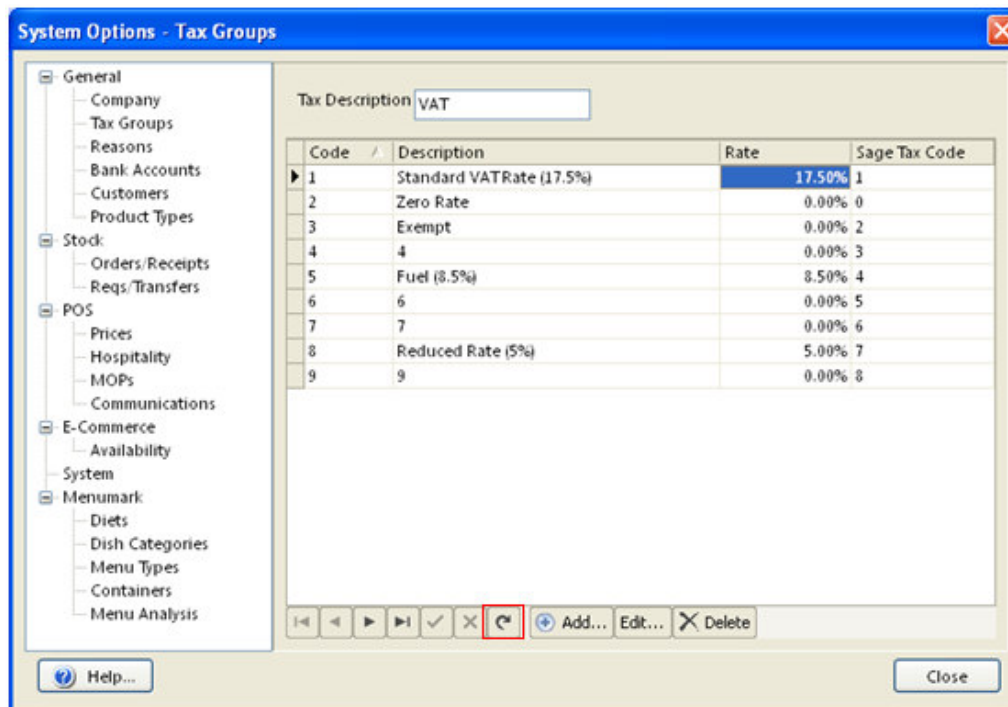 System Options - Tax Groups
General
Company
Tax Groups
Reasons
Bank Accounts
Customers
Product Types
Stock
Orders/Receipts
Reqs/Transfers
POS
Prices
Hospitality
MOPs
Communications
E-Commerce
Availability
System
Menumark
Diets
Dish Categories
Menu Types
Containers
Menu Analysis
Tax Description VAT
Code Description Rate Sage Tax Code
1 Standard VATRate (17.5%) 17.50% 1
2 Zero Rate 0.00% 0
3 Exempt 0.00% 2
4 4 0.00% 3
5 Fuel (8.5%) 8.50% 4
6 6 0.00% 5
7 7 0.00% 6
8 Reduced Rate (5%) 5.00% 7
9 9 0.00% 8
Add... Edit... Delete
Help... Close